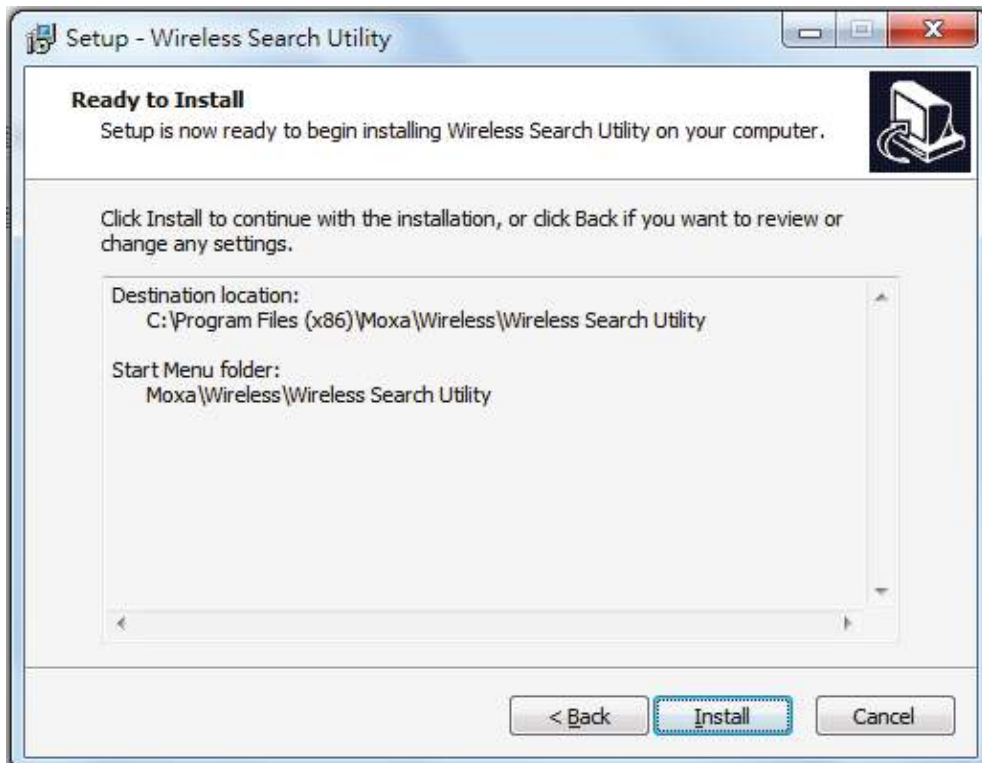 Setup - Wireless Search Utility
Ready to Install
Setup is now ready to begin installing Wireless Search Utility on your computer.
Click Install to continue with the installation, or click Back if you want to review or
change any settings.
Destination location:
C:\Program Files (x86)\Moxa\Wireless\Wireless Search Utility
Start Menu folder:
Moxa\Wireless\Wireless Search Utility
< Back
Install
Cancel